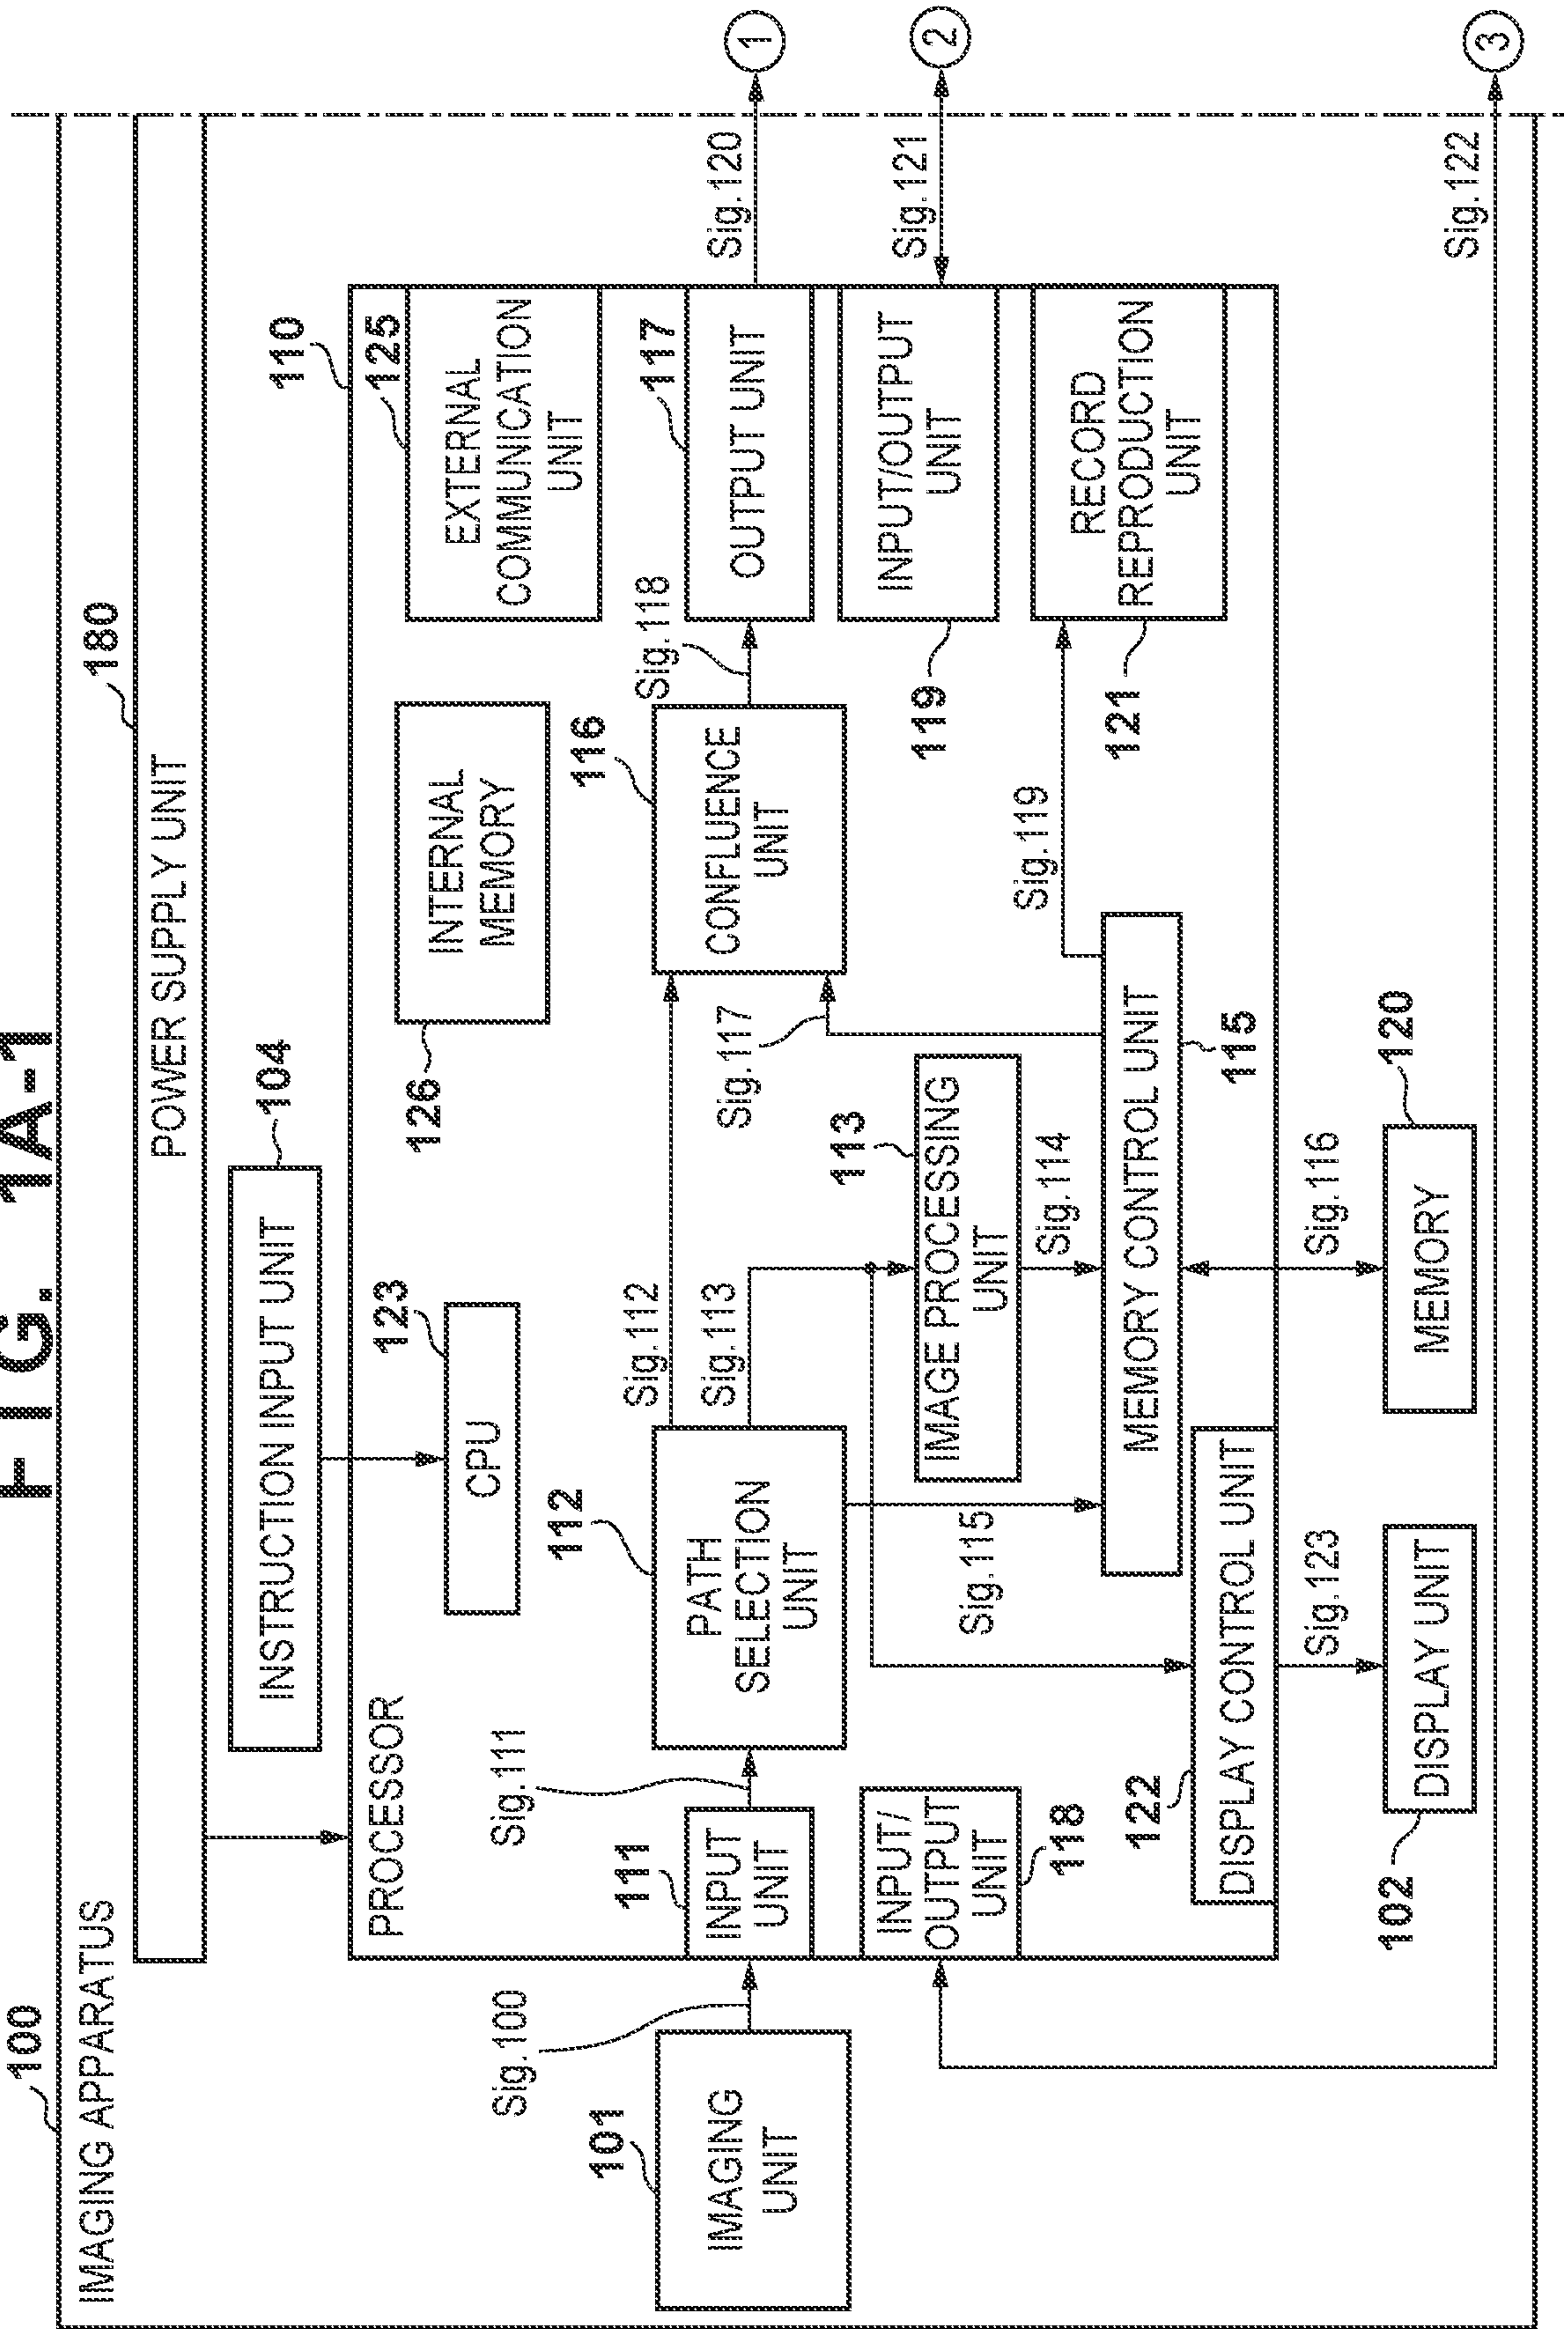 FIG. 1A-1
100
IMAGING APPARATUS
180
POWER SUPPLY UNIT
104
INSTRUCTION INPUT UNIT
110
PROCESSOR
123
CPU
126
INTERNAL
MEMORY
125
EXTERNAL
COMMUNICATION
UNIT
101
IMAGING
UNIT
Sig.100
111
INPUT
UNIT
Sig.111
112
PATH
SELECTION
UNIT
Sig.112
Sig.113
116
CONFLUENCE
UNIT
Sig.118
117
OUTPUT UNIT
Sig.120
1
INPUT/
OUTPUT
UNIT
118
Sig.115
113
IMAGE PROCESSING
UNIT
Sig.114
Sig.117
119
INPUT/OUTPUT
UNIT
Sig.121
2
122
DISPLAY CONTROL UNIT
MEMORY CONTROL UNIT
115
Sig.119
121
RECORD
REPRODUCTION
UNIT
Sig.123
Sig.116
102
DISPLAY UNIT
120
MEMORY
Sig.122
3